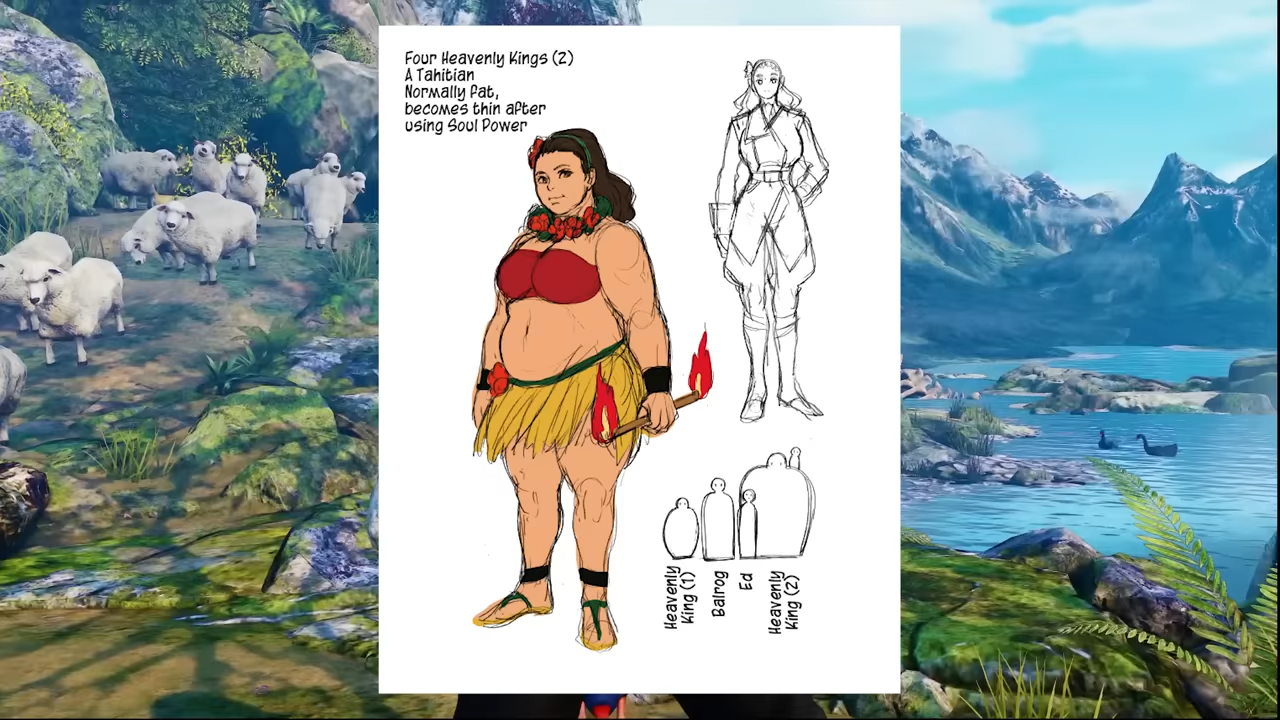 Four Heavenly Kings (2)
A Tahitian
Normally fat,
becomes thin after
using Soul Power
Heavenly
King (1)
Balrog
Ed
Heavenly
King (2)